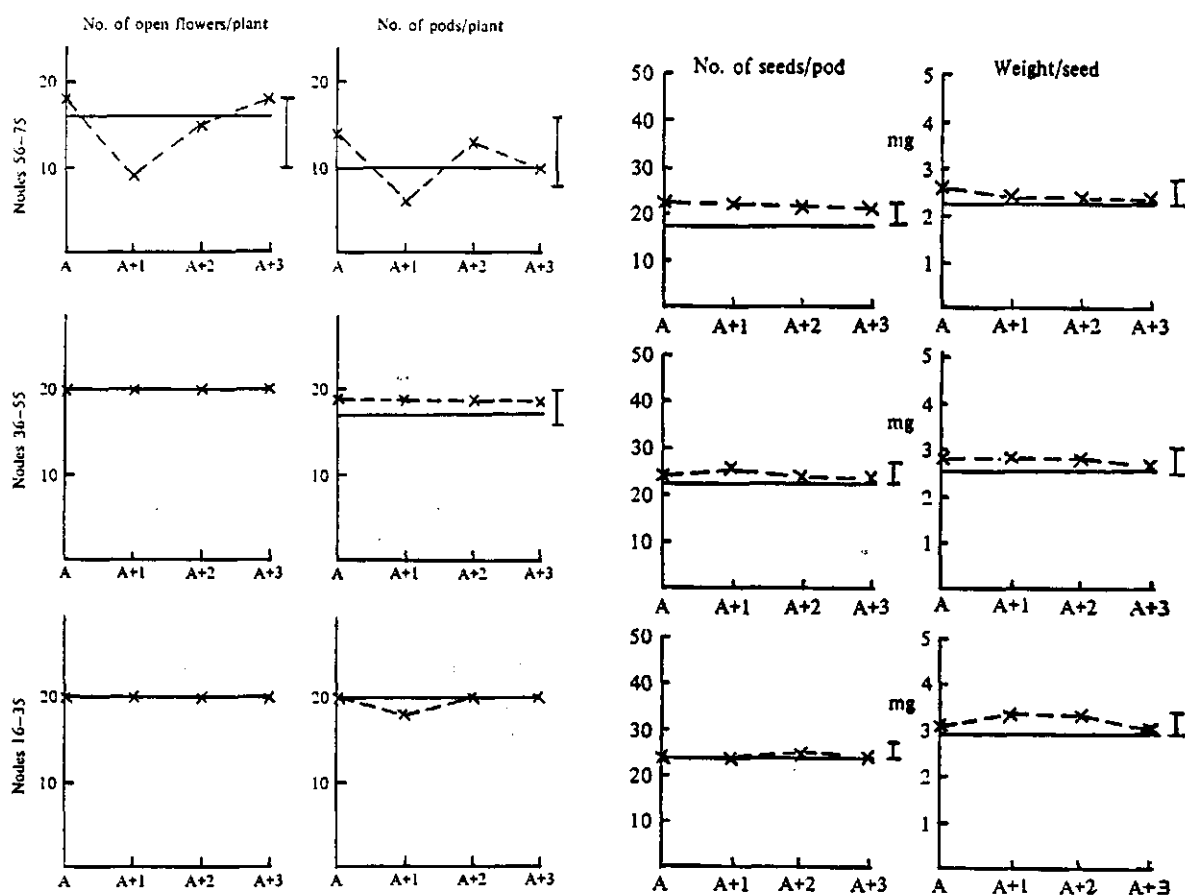 No. of open flowers/plant
No. of pods/plant
No. of seeds/pod
Weight/seed
Nodes 56–75
20
10
A A+1 A+2 A+3
20
10
A A+1 A+2 A+3
50
40
30
20
10
A A+1 A+2 A+3
mg
5
4
3
2
1
A A+1 A+2 A+3
Nodes 36–55
20
10
A A+1 A+2 A+3
20
10
A A+1 A+2 A+3
50
40
30
20
10
A A+1 A+2 A+3
mg
5
4
3
2
1
A A+1 A+2 A+3
Nodes 16–35
20
10
A A+1 A+2 A+3
20
10
A A+1 A+2 A+3
50
40
30
20
10
A A+1 A+2 A+3
mg
5
4
3
2
1
A A+1 A+2 A+3